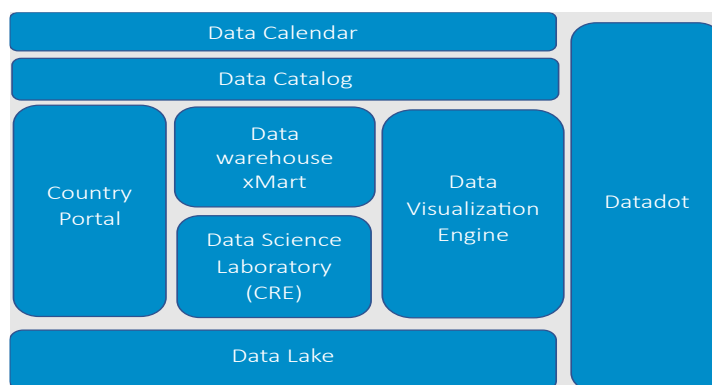 Data Calendar
Data Catalog
Country
Portal
Data
warehouse
xMart
Data Science
Laboratory
(CRE)
Data
Visualization
Engine
Datadot
Data Lake